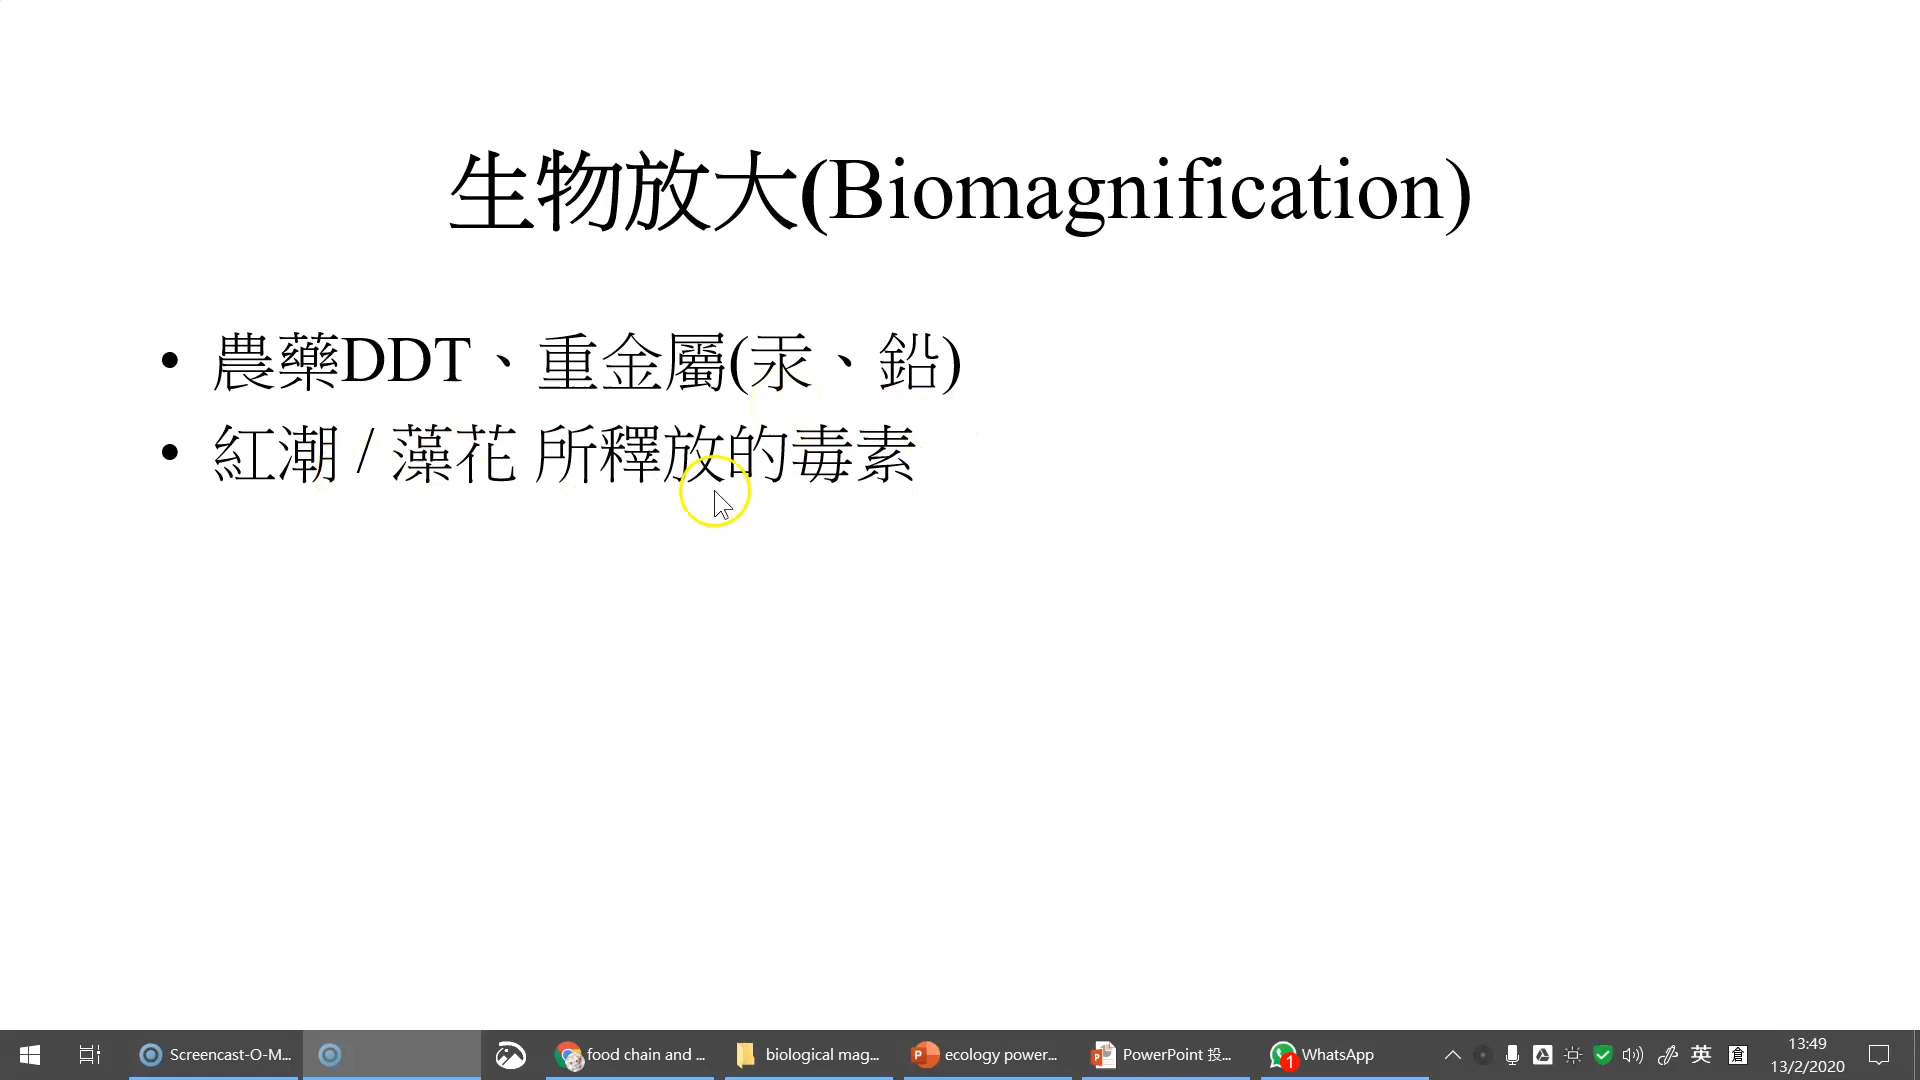 生物放大(Biomagnification)
• 農藥DDT、重金屬(汞、鉛)
• 紅潮 / 藻花 所釋放的毒素
Screencast-O-M...
food chain and ...
biological mag...
ecology power...
PowerPoint 投...
1
WhatsApp
英
倉
13:49
13/2/2020